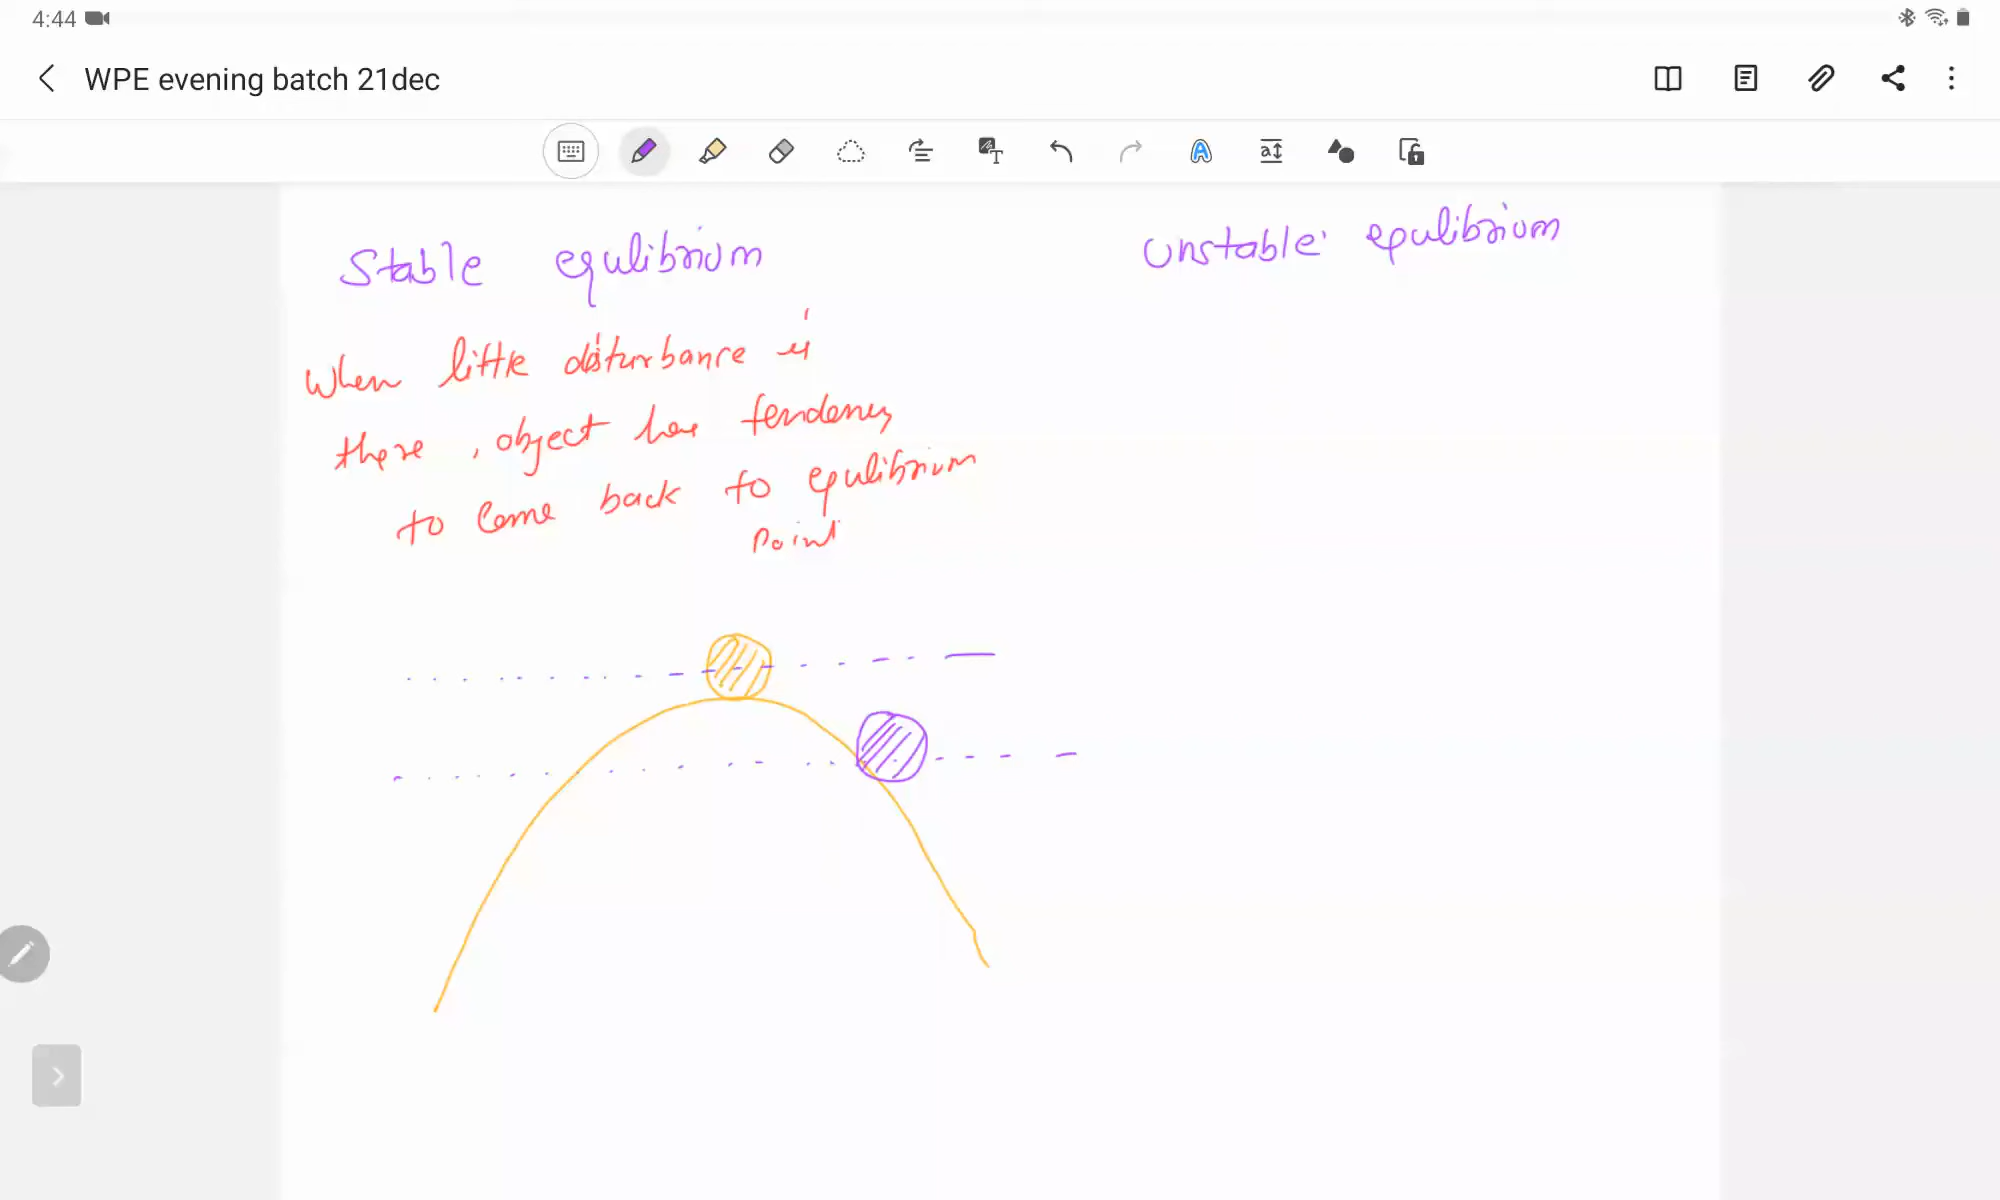 4:44
WPE evening batch 21dec
Stable equlibrium
Unstable equlibrium
When little disturbance is
there, object has tendency
to come back to equlibrium
point